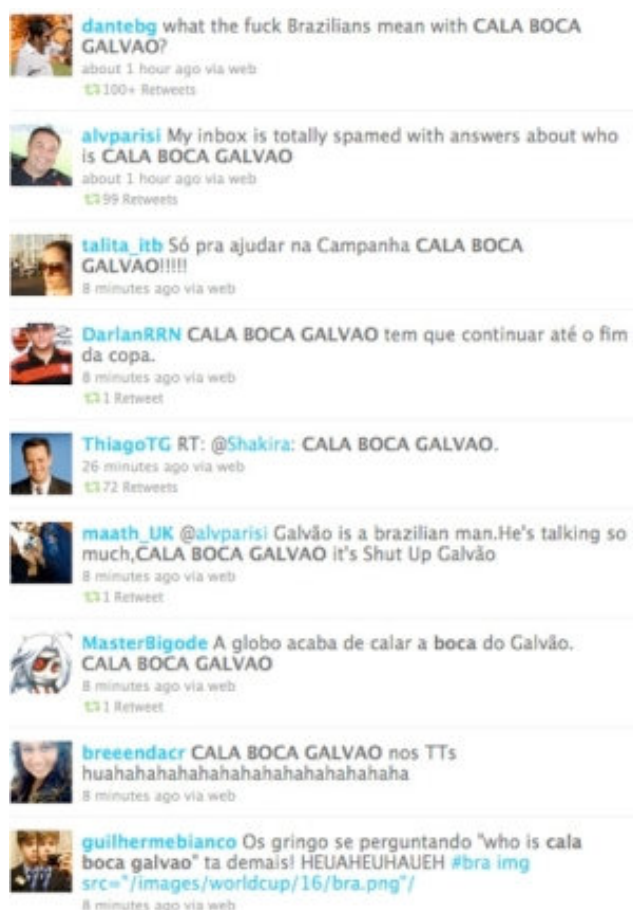 dantebg what the fuck Brazilians mean with CALA BOCA
GALVAO?
about 1 hour ago via web
100+ Retweets
alvparisi My inbox is totally spamed with answers about who
is CALA BOCA GALVAO
about 1 hour ago via web
99 Retweets
talita_itb Só pra ajudar na Campanha CALA BOCA
GALVAO!!!!!
8 minutes ago via web
DarlanRRN CALA BOCA GALVAO tem que continuar até o fim
da copa.
8 minutes ago via web
1 Retweet
ThiagoTG RT: @Shakira: CALA BOCA GALVAO.
26 minutes ago via web
72 Retweets
maath_UK @alvparisi Galvão is a brazilian man.He's talking so
much,CALA BOCA GALVAO it's Shut Up Galvão
8 minutes ago via web
1 Retweet
MasterBigode A globo acaba de calar a boca do Galvão.
CALA BOCA GALVAO
8 minutes ago via web
1 Retweet
breeendacr CALA BOCA GALVAO nos TTs
huahahahahahahahahahahahahahaha
8 minutes ago via web
guilhermebianco Os gringo se perguntando "who is cala
boca galvao" ta demais! HEUAHEUHAUEH #bra img
src="/images/worldcup/16/bra.png"/
8 minutes ago via web